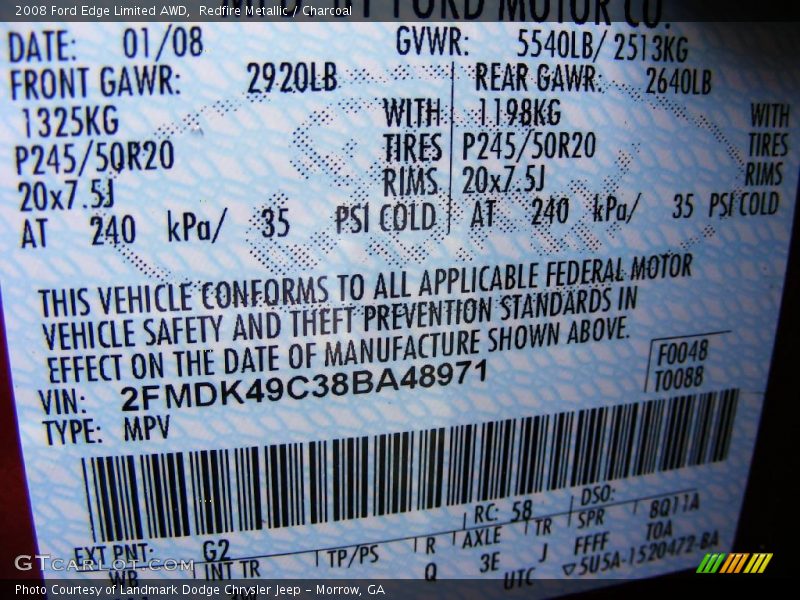 2008 Ford Edge Limited AWD, Redfire Metallic / Charcoal
FORD MOTOR CO.
DATE: 01/08 GVWR: 5540LB/2513KG
FRONT GAWR: 2920LB REAR GAWR: 2640LB
1325KG WITH 1198KG WITH
P245/50R20 TIRES P245/50R20 TIRES
20x7.5J RIMS 20x7.5J RIMS
AT 240 kPa/ 35 PSI COLD AT 240 kPa/ 35 PSI COLD
THIS VEHICLE CONFORMS TO ALL APPLICABLE FEDERAL MOTOR
VEHICLE SAFETY AND THEFT PREVENTION STANDARDS IN
EFFECT ON THE DATE OF MANUFACTURE SHOWN ABOVE.
F0048
VIN: 2FMDK49C38BA48971
T0088
TYPE: MPV
RC: 58 DSO:
EXT PNT: G2 8Q11A
INT TR TP/PS R AXLE TR SPR T0A
WB Q 3E J FFFF
UTC ▽5U5A-1520472-BA
GTcarlot.com
Photo Courtesy of Landmark Dodge Chrysler Jeep - Morrow, GA